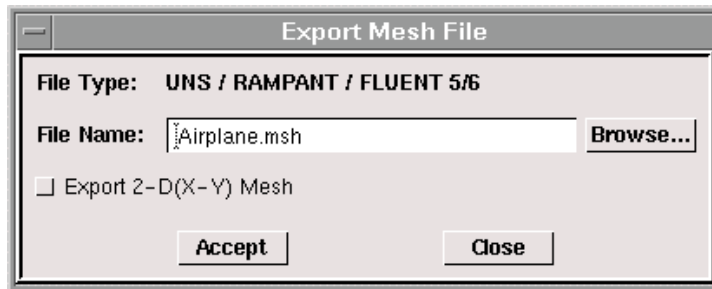 Export Mesh File
File Type: UNS / RAMPANT / FLUENT 5/6
File Name: Airplane.msh Browse...
Export 2-D(X-Y) Mesh
Accept Close